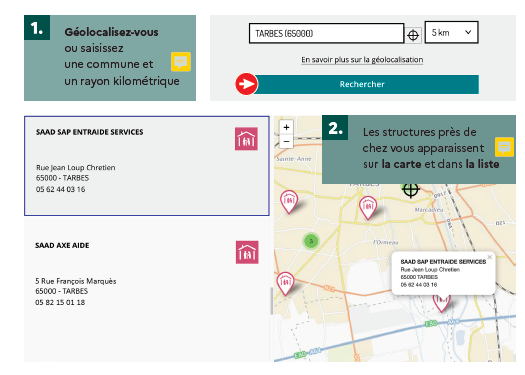 1.
Géolocalisez-vous
ou saisissez
une commune et
un rayon kilométrique
TARBES (65000)
5 km
En savoir plus sur la géolocalisation
Rechercher
SAAD SAP ENTRAIDE SERVICES
Rue Jean Loup Chretien
65000 - TARBES
05 62 44 03 16
SAAD AXE AIDE
5 Rue François Marquès
65000 - TARBES
05 82 15 01 18
+
−
2.
Les structures près de
chez vous apparaissent
sur la carte et dans la liste
Sainte-Anne
TARBES
Marcadieu
l'Ormeau
3
SAAD SAP ENTRAIDE SERVICES
Rue Jean Loup Chretien
65000 TARBES
05 62 44 03 16
×
E80
E80-A64